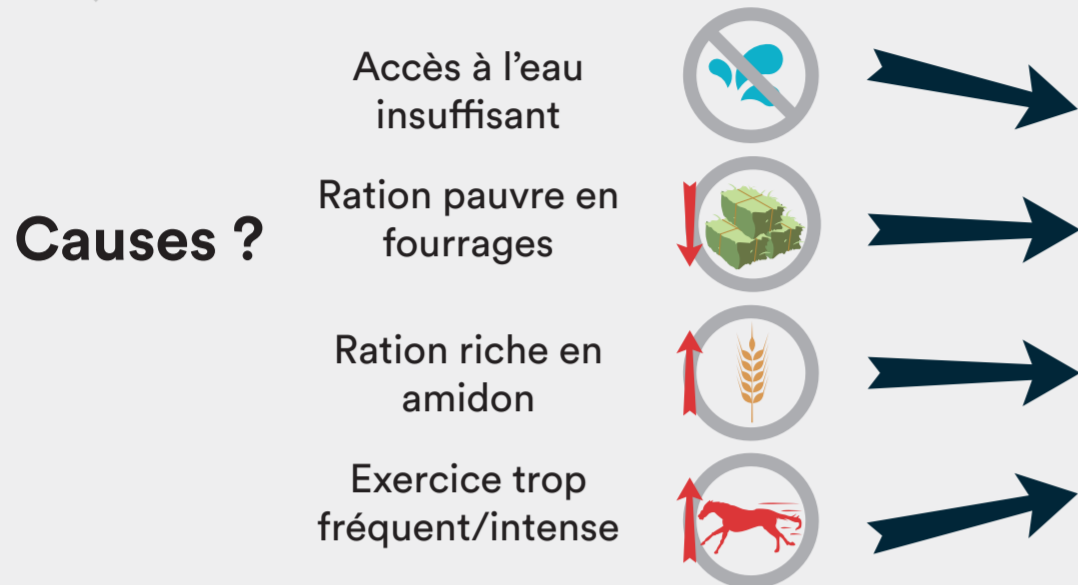 Accès à l’eau
insuffisant
Ration pauvre en
fourrages
Causes ?
Ration riche en
amidon
Exercice trop
fréquent/intense